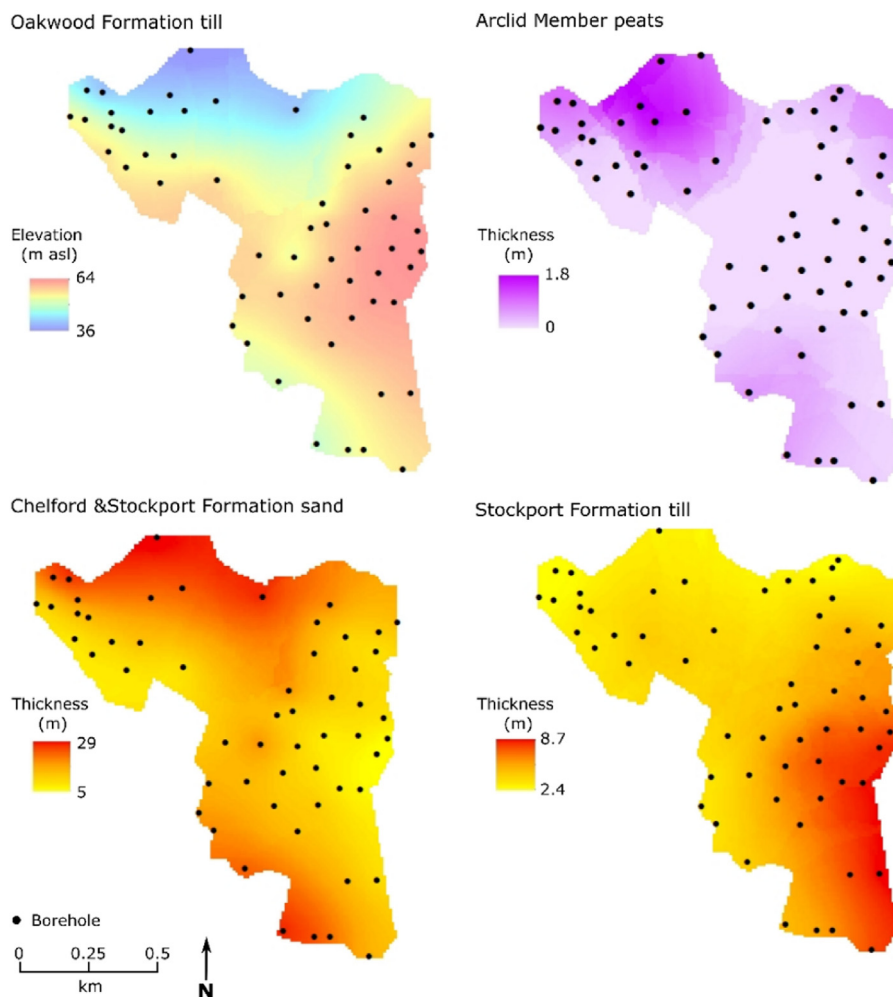 Oakwood Formation till
Arclid Member peats
Elevation
(m asl)
64
36
Thickness
(m)
1.8
0
Chelford &Stockport Formation sand
Stockport Formation till
Thickness
(m)
29
5
Thickness
(m)
8.7
2.4
Borehole
0 0.25 0.5
km
N